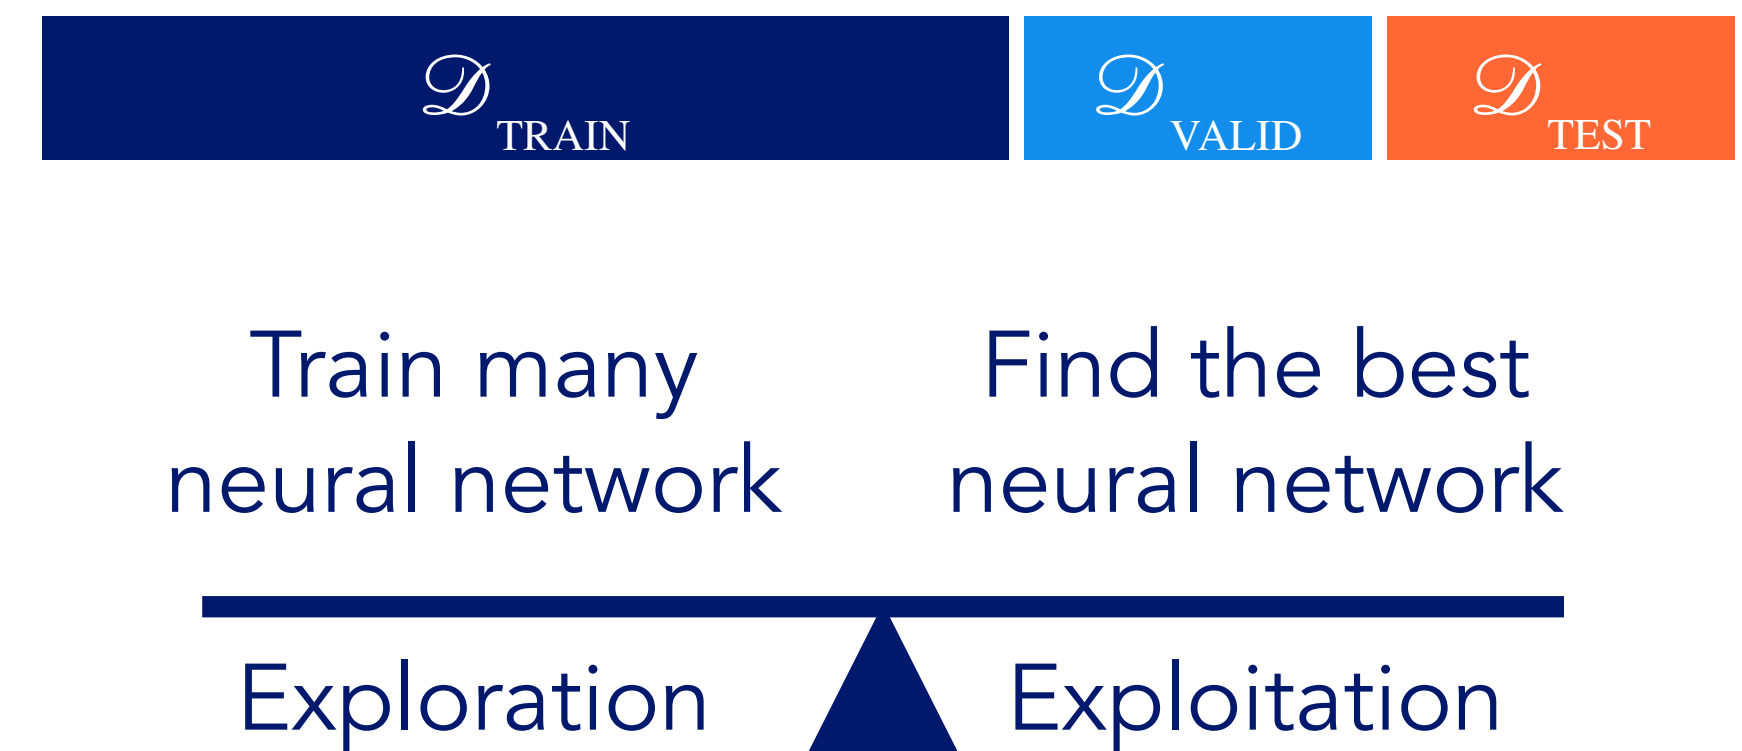 𝒟 TRAIN
𝒟 VALID
𝒟 TEST
Train many
neural network
Find the best
neural network
Exploration
Exploitation